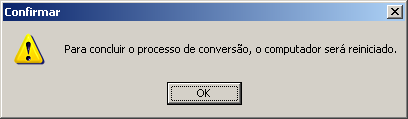 Confirmar
Para concluir o processo de conversão, o computador será reiniciado.
OK